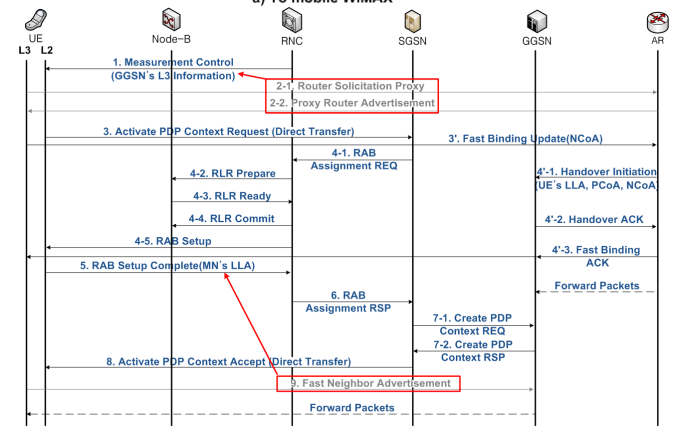 a) To mobile WiMAX
UE
Node-B
RNC
SGSN
GGSN
AR
L3 L2
1. Measurement Control
(GGSN's L3 Information)
2-1. Router Solicitation Proxy
2-2. Proxy Router Advertisement
3. Activate PDP Context Request (Direct Transfer)
3'. Fast Binding Update(NCoA)
4-1. RAB
Assignment REQ
4-2. RLR Prepare
4'-1. Handover Initiation
(UE's LLA, PCoA, NCoA)
4-3. RLR Ready
4-4. RLR Commit
4'-2. Handover ACK
4-5. RAB Setup
4'-3. Fast Binding
ACK
5. RAB Setup Complete(MN's LLA)
Forward Packets
6. RAB
Assignment RSP
7-1. Create PDP
Context REQ
7-2. Create PDP
Context RSP
8. Activate PDP Context Accept (Direct Transfer)
9. Fast Neighbor Advertisement
Forward Packets